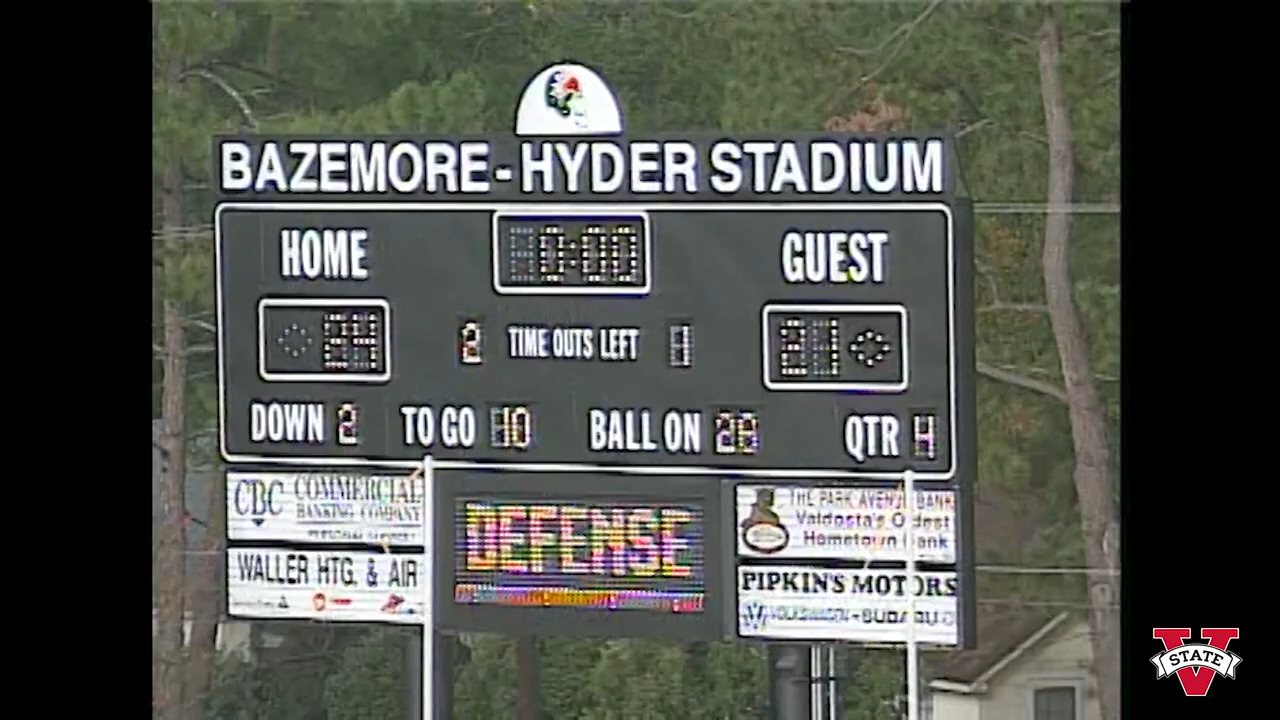 BAZEMORE-HYDER STADIUM
HOME 0:00 GUEST
24 2 TIME OUTS LEFT 1 21
DOWN 2 TO GO 10 BALL ON 28 QTR 4
CBC COMMERCIAL
BANKING COMPANY
WALLER HTG. & AIR
DEFENSE
THE PARK AVENUE BANK
Valdosta's Oldest
Hometown Bank
PIPKIN'S MOTORS
VOLKSWAGEN-SUBARU
V STATE